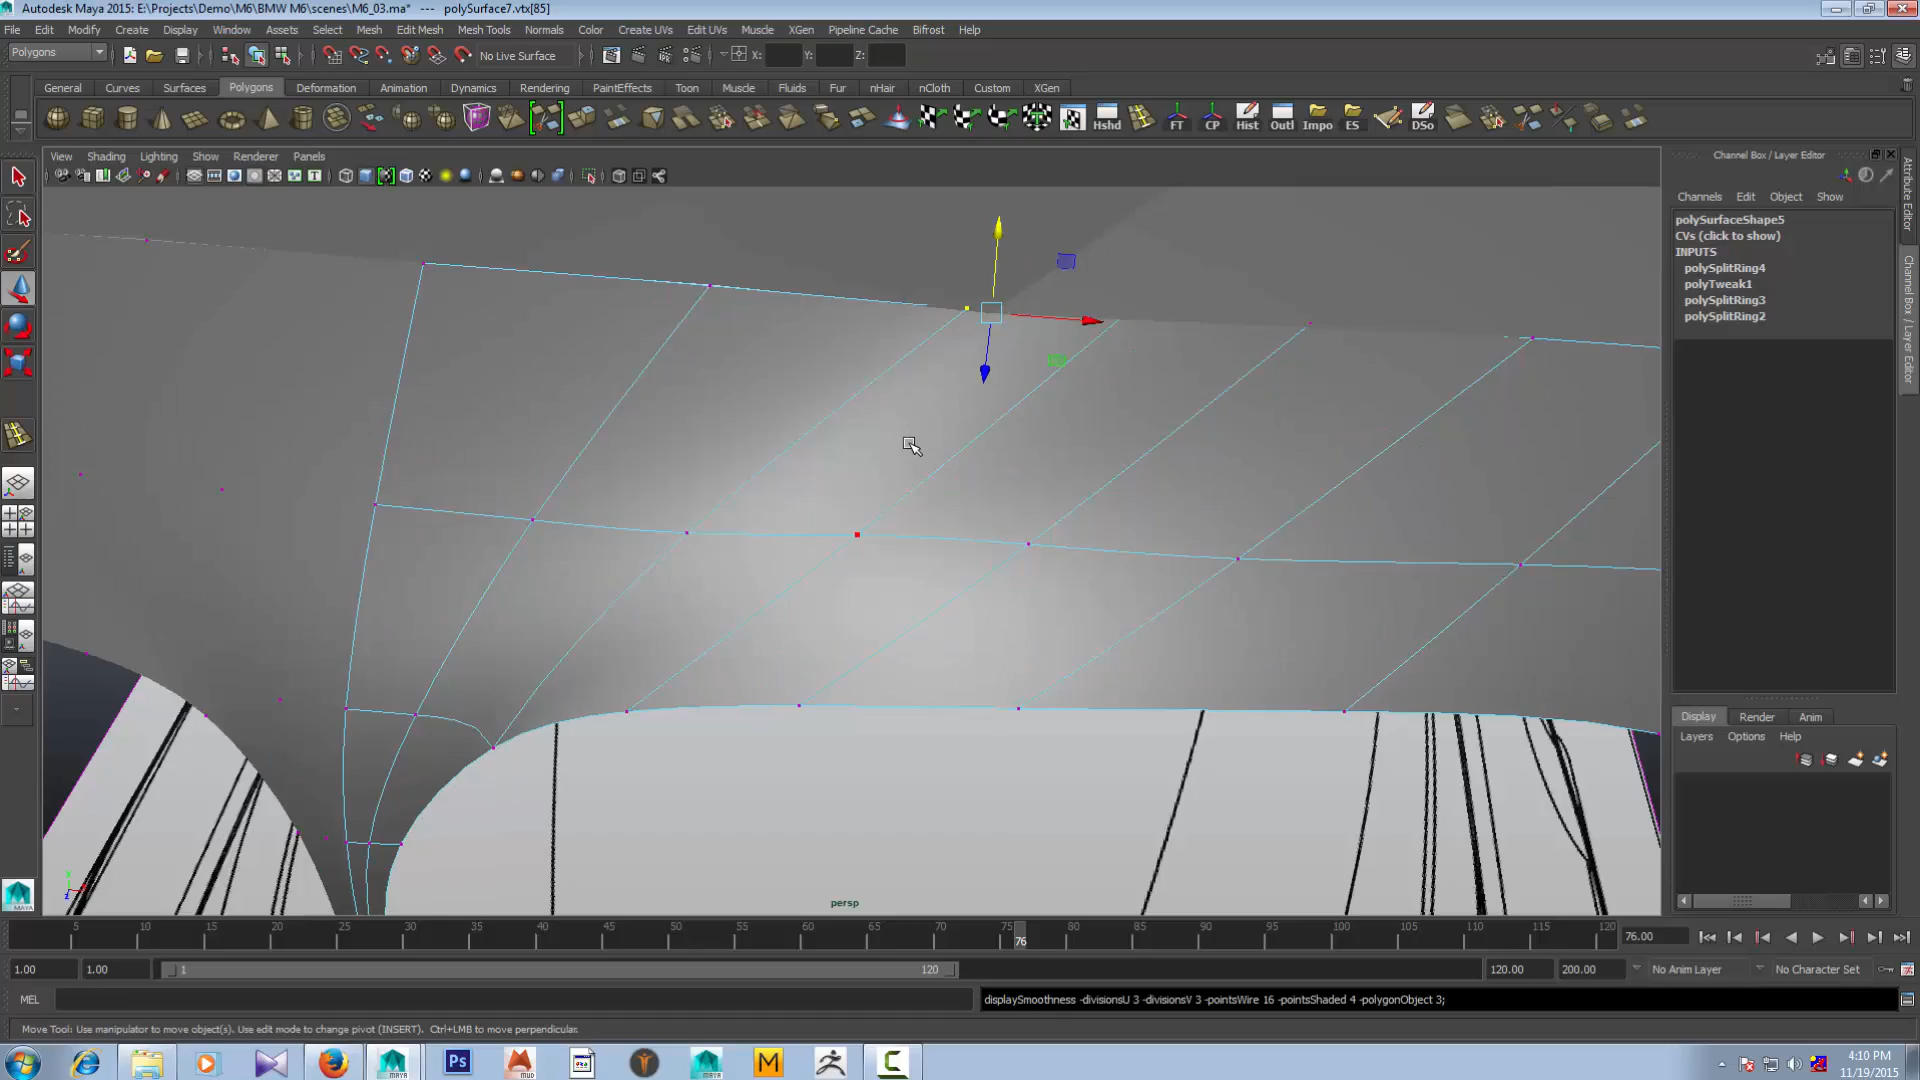 Autodesk Maya 2015: E:\Projects\Demo\M6\BMW M6\scenes\M6_03.ma*   ---   polySurface7.vtx[85]
File Edit Modify Create Display Window Assets Select Mesh Edit Mesh Mesh Tools Normals Color Create UVs Edit UVs Muscle XGen Pipeline Cache Bifrost Help
Polygons No Live Surface X: Y: Z:
General Curves Surfaces Polygons Deformation Animation Dynamics Rendering PaintEffects Toon Muscle Fluids Fur nHair nCloth Custom XGen
Hshd FT CP Hist Outl Impo ES DSo
View Shading Lighting Show Renderer Panels
Channel Box / Layer Editor
Channels Edit Object Show
polySurfaceShape5
CVs (click to show)
INPUTS
polySplitRing4
polyTweak1
polySplitRing3
polySplitRing2
Attribute Editor
Channel Box / Layer Editor
Display Render Anim
Layers Options Help
persp
5 10 15 20 25 30 35 40 45 50 55 60 65 70 75 76 80 85 90 95 100 105 110 115 120 76.00
1.00 1.00 1 120 120.00 200.00 No Anim Layer No Character Set
MEL displaySmoothness -divisionsU 3 -divisionsV 3 -pointsWire 16 -pointsShaded 4 -polygonObject 3;
Move Tool: Use manipulator to move object(s). Use edit mode to change pivot (INSERT). Ctrl+LMB to move perpendicular.
4:10 PM
11/19/2015